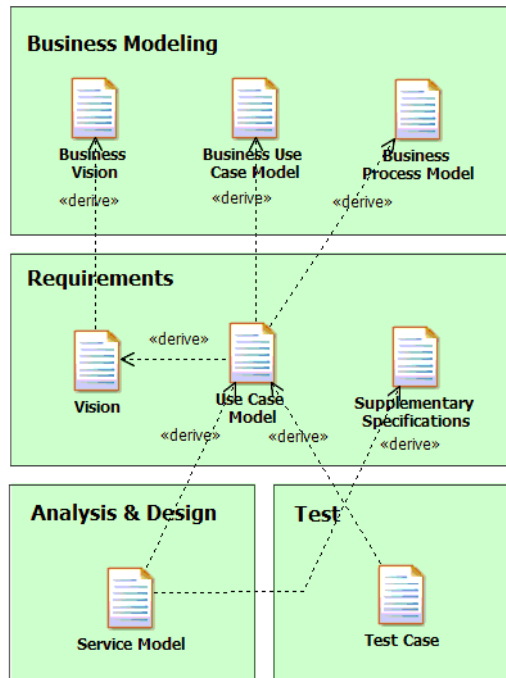 Business Modeling
Business
Vision
Business Use
Case Model
Business
Process Model
«derive»
«derive»
«derive»
Requirements
«derive»
Vision
Use Case
Model
Supplementary
Specifications
«derive»
«derive»
«derive»
Analysis & Design
Test
Service Model
Test Case